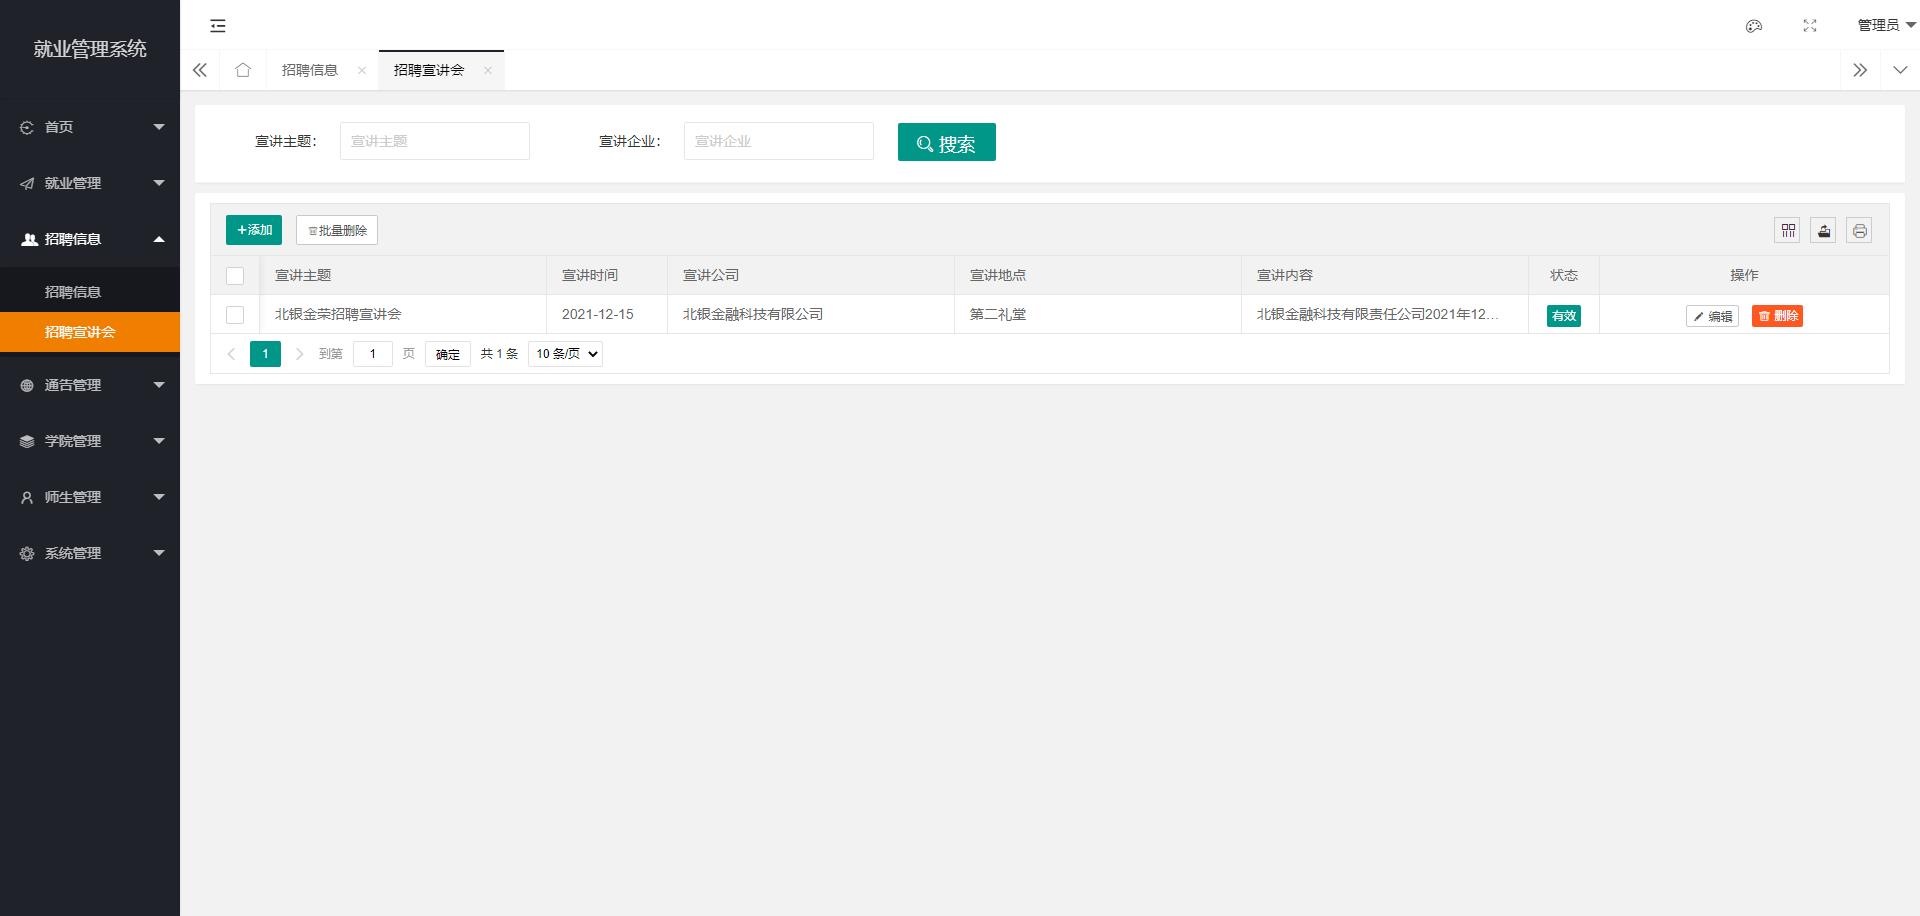 就业管理系统
管理员
招聘信息
招聘宣讲会
首页
就业管理
招聘信息
招聘信息
招聘宣讲会
通告管理
学院管理
师生管理
系统管理
宣讲主题： 宣讲主题 宣讲企业： 宣讲企业 搜索
+添加 批量删除
宣讲主题 宣讲时间 宣讲公司 宣讲地点 宣讲内容 状态 操作
北银金荣招聘宣讲会 2021-12-15 北银金融科技有限公司 第二礼堂 北银金融科技有限责任公司2021年12... 有效 编辑 删除
1 到第 1 页 确定 共 1 条 10 条/页